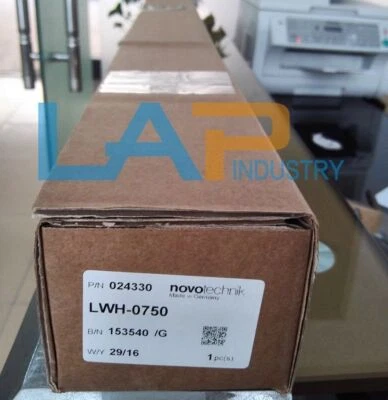 LAP
INDUSTRY
P/N 024330 novotechnik
Made in Germany
LWH-0750
B/N 153540 /G
W/Y 29/16 1 pc(s).